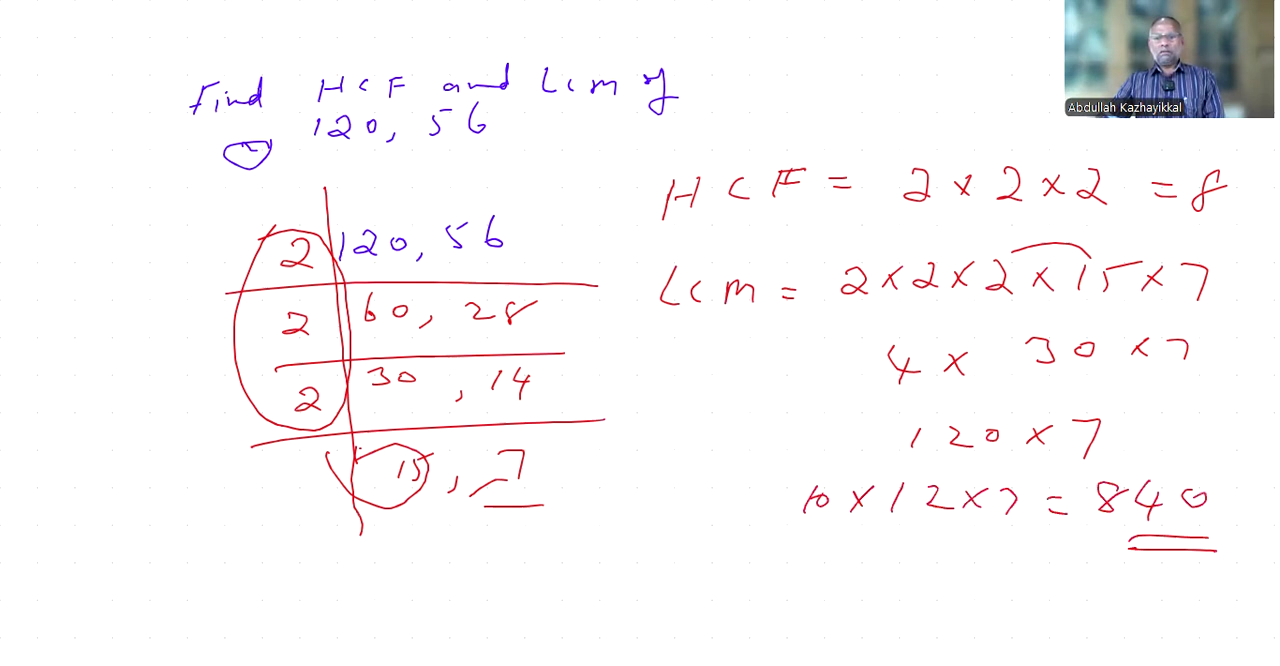 Find HCF and Lcm of
120, 56
2 120, 56
2 60, 28
2 30, 14
15, 7
HCF = 2 × 2 × 2 = 8
Lcm = 2 × 2 × 2 × 15 × 7
4 × 30 × 7
120 × 7
10 × 12 × 7 = 840
Abdullah Kazhayikkal